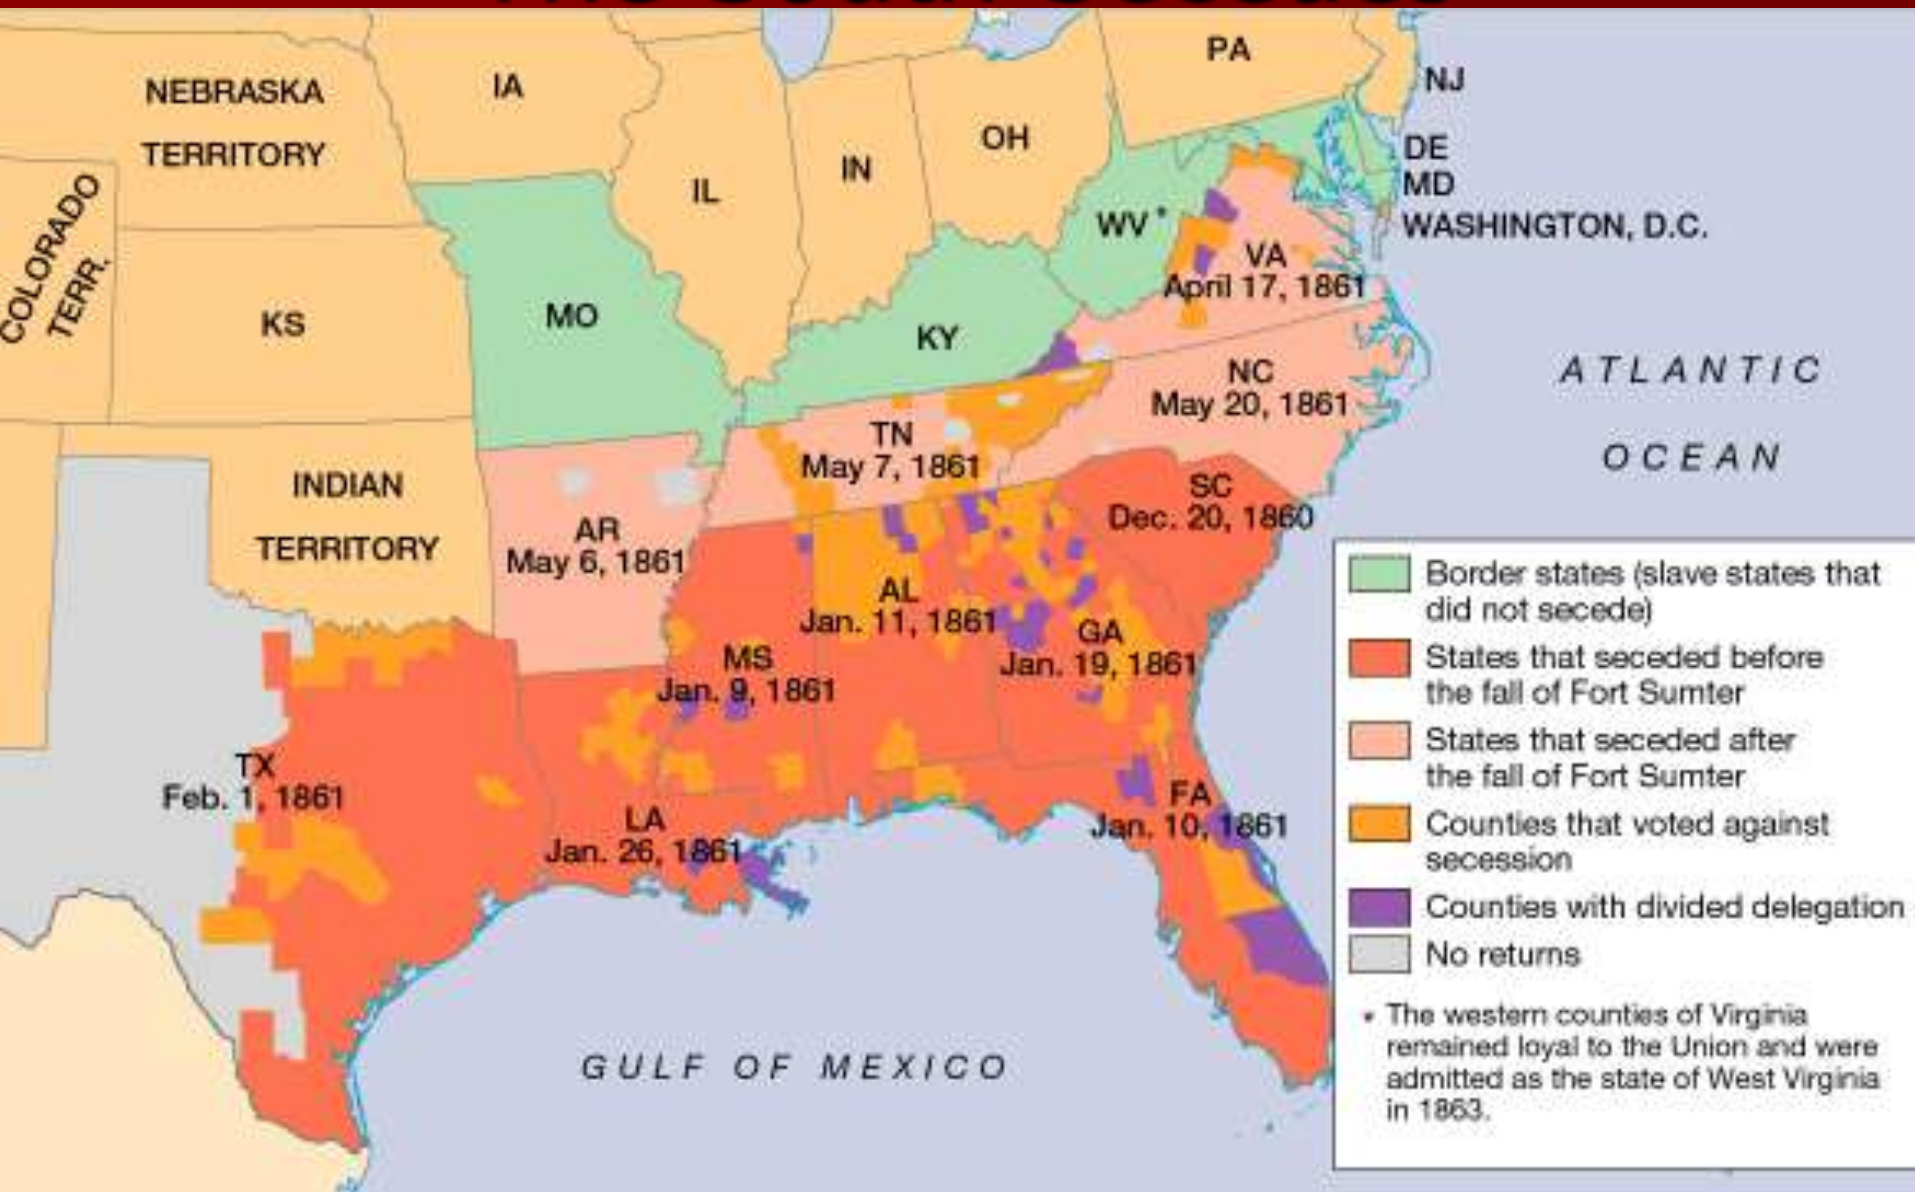 PA
NJ
NEBRASKA
TERRITORY
IA
OH
IN
IL
DE
MD
WASHINGTON, D.C.
COLORADO
TERR.
WV*
VA
April 17, 1861
KS
MO
KY
NC
May 20, 1861
ATLANTIC
OCEAN
TN
May 7, 1861
INDIAN
TERRITORY
AR
May 6, 1861
SC
Dec. 20, 1860
AL
Jan. 11, 1861
GA
Jan. 19, 1861
MS
Jan. 9, 1861
TX
Feb. 1, 1861
LA
Jan. 26, 1861
FA
Jan. 10, 1861
GULF OF MEXICO
Border states (slave states that
did not secede)
States that seceded before
the fall of Fort Sumter
States that seceded after
the fall of Fort Sumter
Counties that voted against
secession
Counties with divided delegation
No returns
* The western counties of Virginia
remained loyal to the Union and were
admitted as the state of West Virginia
in 1863.